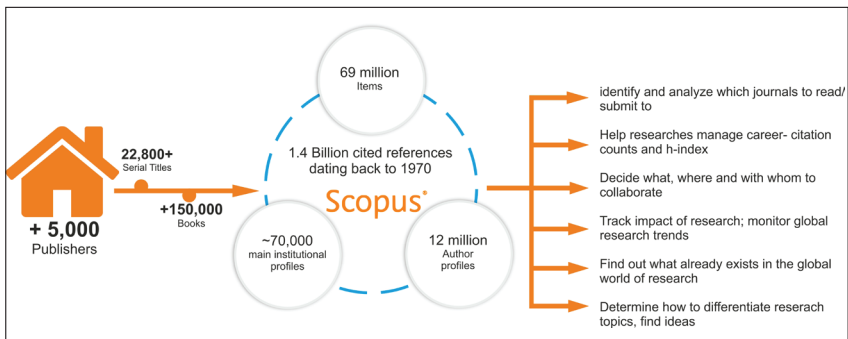 + 5,000
Publishers
22,800+
Serial Titles
+150,000
Books
69 million
Items
1.4 Billion cited references
dating back to 1970
Scopus®
~70,000
main institutional
profiles
12 million
Author
profiles
identify and analyze which journals to read/
submit to
Help researches manage career- citation
counts and h-index
Decide what, where and with whom to
collaborate
Track impact of research; monitor global
research trends
Find out what already exists in the global
world of research
Determine how to differentiate reserach
topics, find ideas